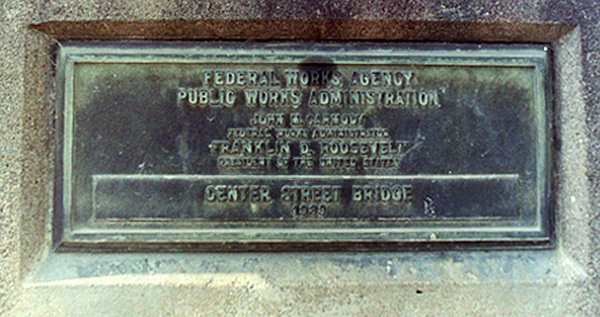 FEDERAL WORKS AGENCY
PUBLIC WORKS ADMINISTRATION
JOHN M. CARMODY
FEDERAL WORKS ADMINISTRATOR
FRANKLIN D. ROOSEVELT
PRESIDENT OF THE UNITED STATES
CENTER STREET BRIDGE
1939